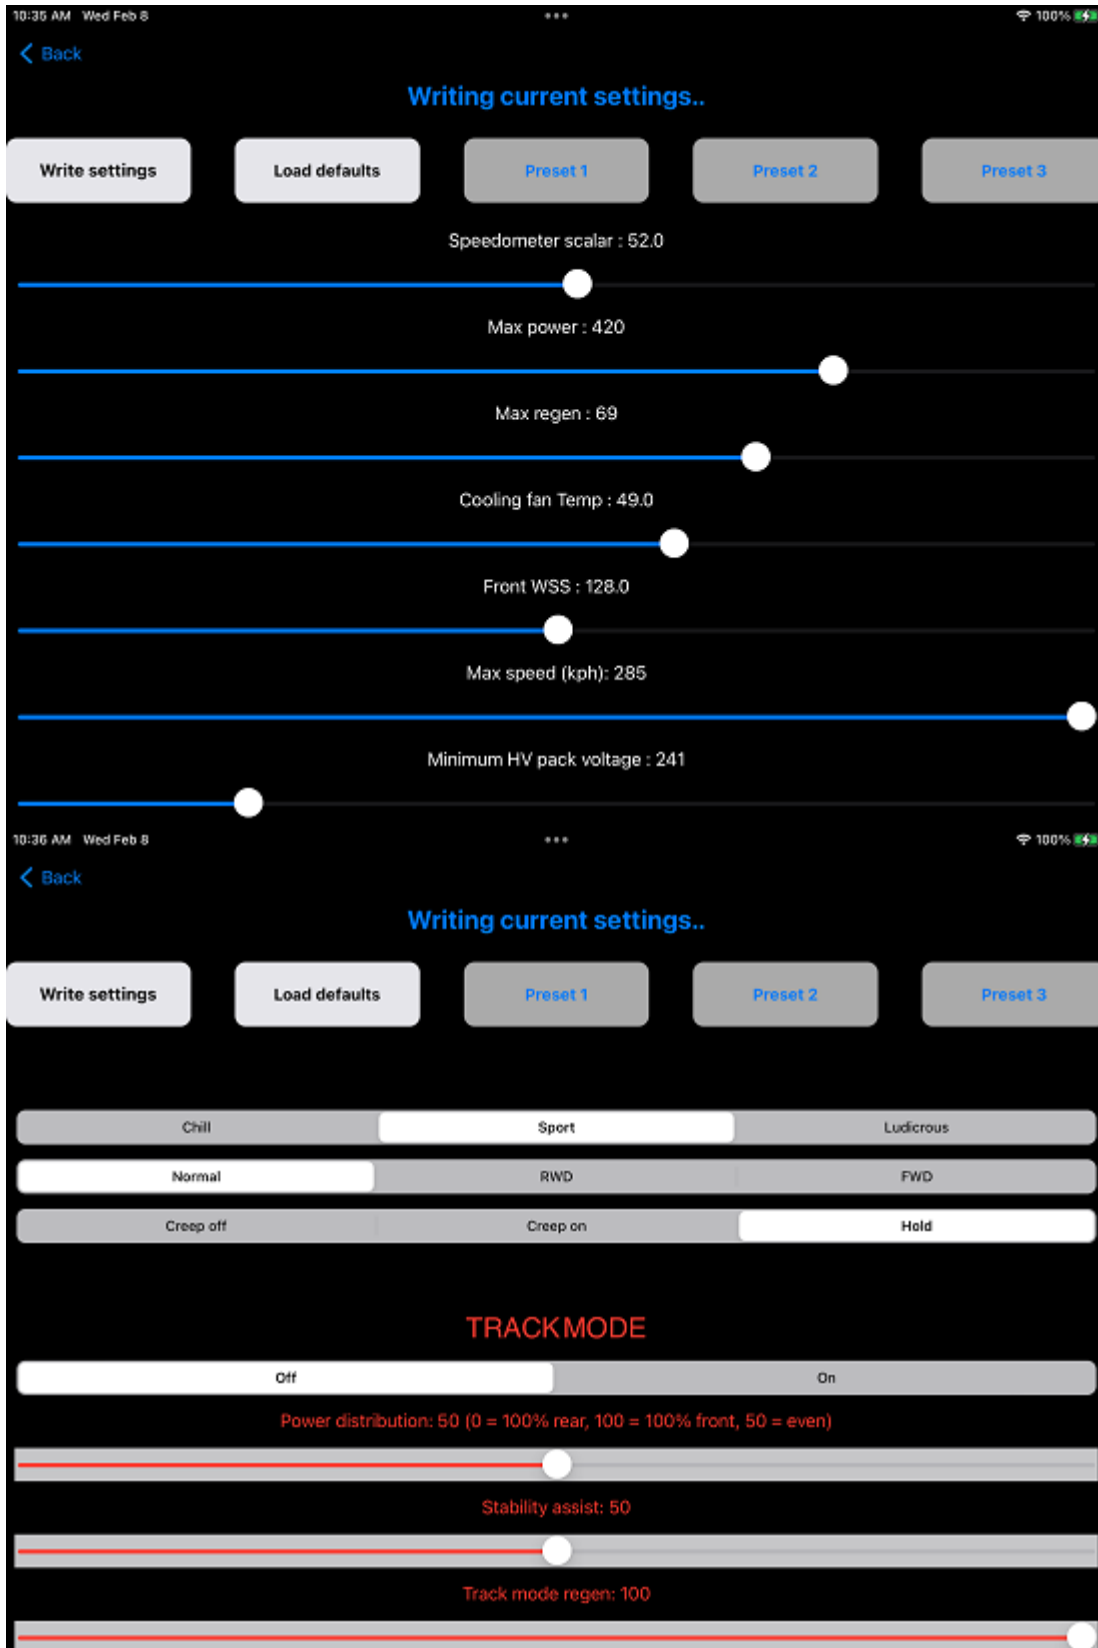 10:35 AM Wed Feb 8 100%
Back
Writing current settings..
Write settings Load defaults Preset 1 Preset 2 Preset 3
Speedometer scalar : 52.0
Max power : 420
Max regen : 69
Cooling fan Temp : 49.0
Front WSS : 128.0
Max speed (kph): 285
Minimum HV pack voltage : 241
10:36 AM Wed Feb 8 100%
Back
Writing current settings..
Write settings Load defaults Preset 1 Preset 2 Preset 3
Chill Sport Ludicrous
Normal RWD FWD
Creep off Creep on Hold
TRACKMODE
Off On
Power distribution: 50 (0 = 100% rear, 100 = 100% front, 50 = even)
Stability assist: 50
Track mode regen: 100